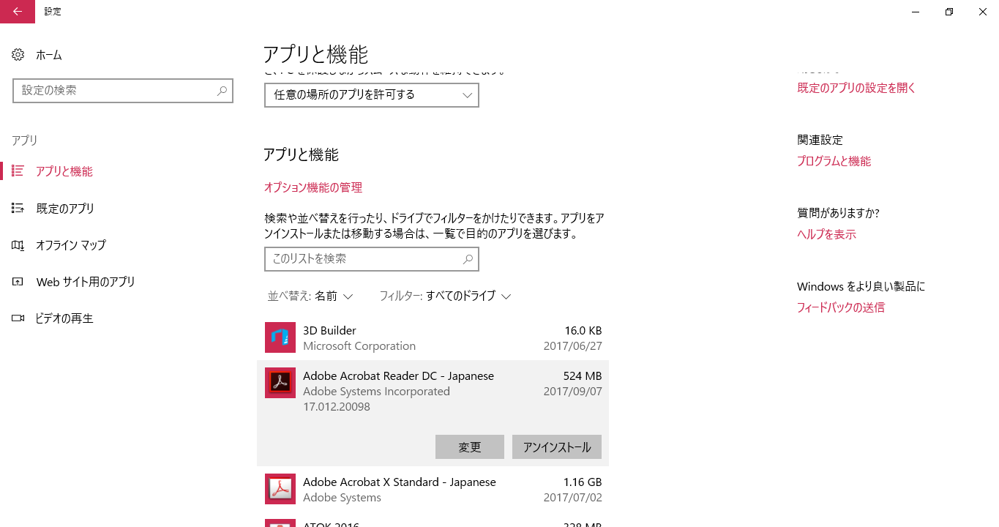 設定
ホーム
設定の検索
アプリ
アプリと機能
既定のアプリ
オフライン マップ
Web サイト用のアプリ
ビデオの再生
アプリと機能
任意の場所のアプリを許可する
アプリと機能
オプション機能の管理
検索や並べ替えを行ったり、ドライブでフィルターをかけたりできます。アプリをア
ンインストールまたは移動する場合は、一覧で目的のアプリを選びます。
このリストを検索
並べ替え: 名前 フィルター: すべてのドライブ
3D Builder 16.0 KB
Microsoft Corporation 2017/06/27
Adobe Acrobat Reader DC - Japanese 524 MB
Adobe Systems Incorporated 2017/09/07
17.012.20098
変更 アンインストール
Adobe Acrobat X Standard - Japanese 1.16 GB
Adobe Systems 2017/07/02
ATOK 2016 328 MB
既定のアプリの設定を開く
関連設定
プログラムと機能
質問がありますか?
ヘルプを表示
Windows をより良い製品に
フィードバックの送信